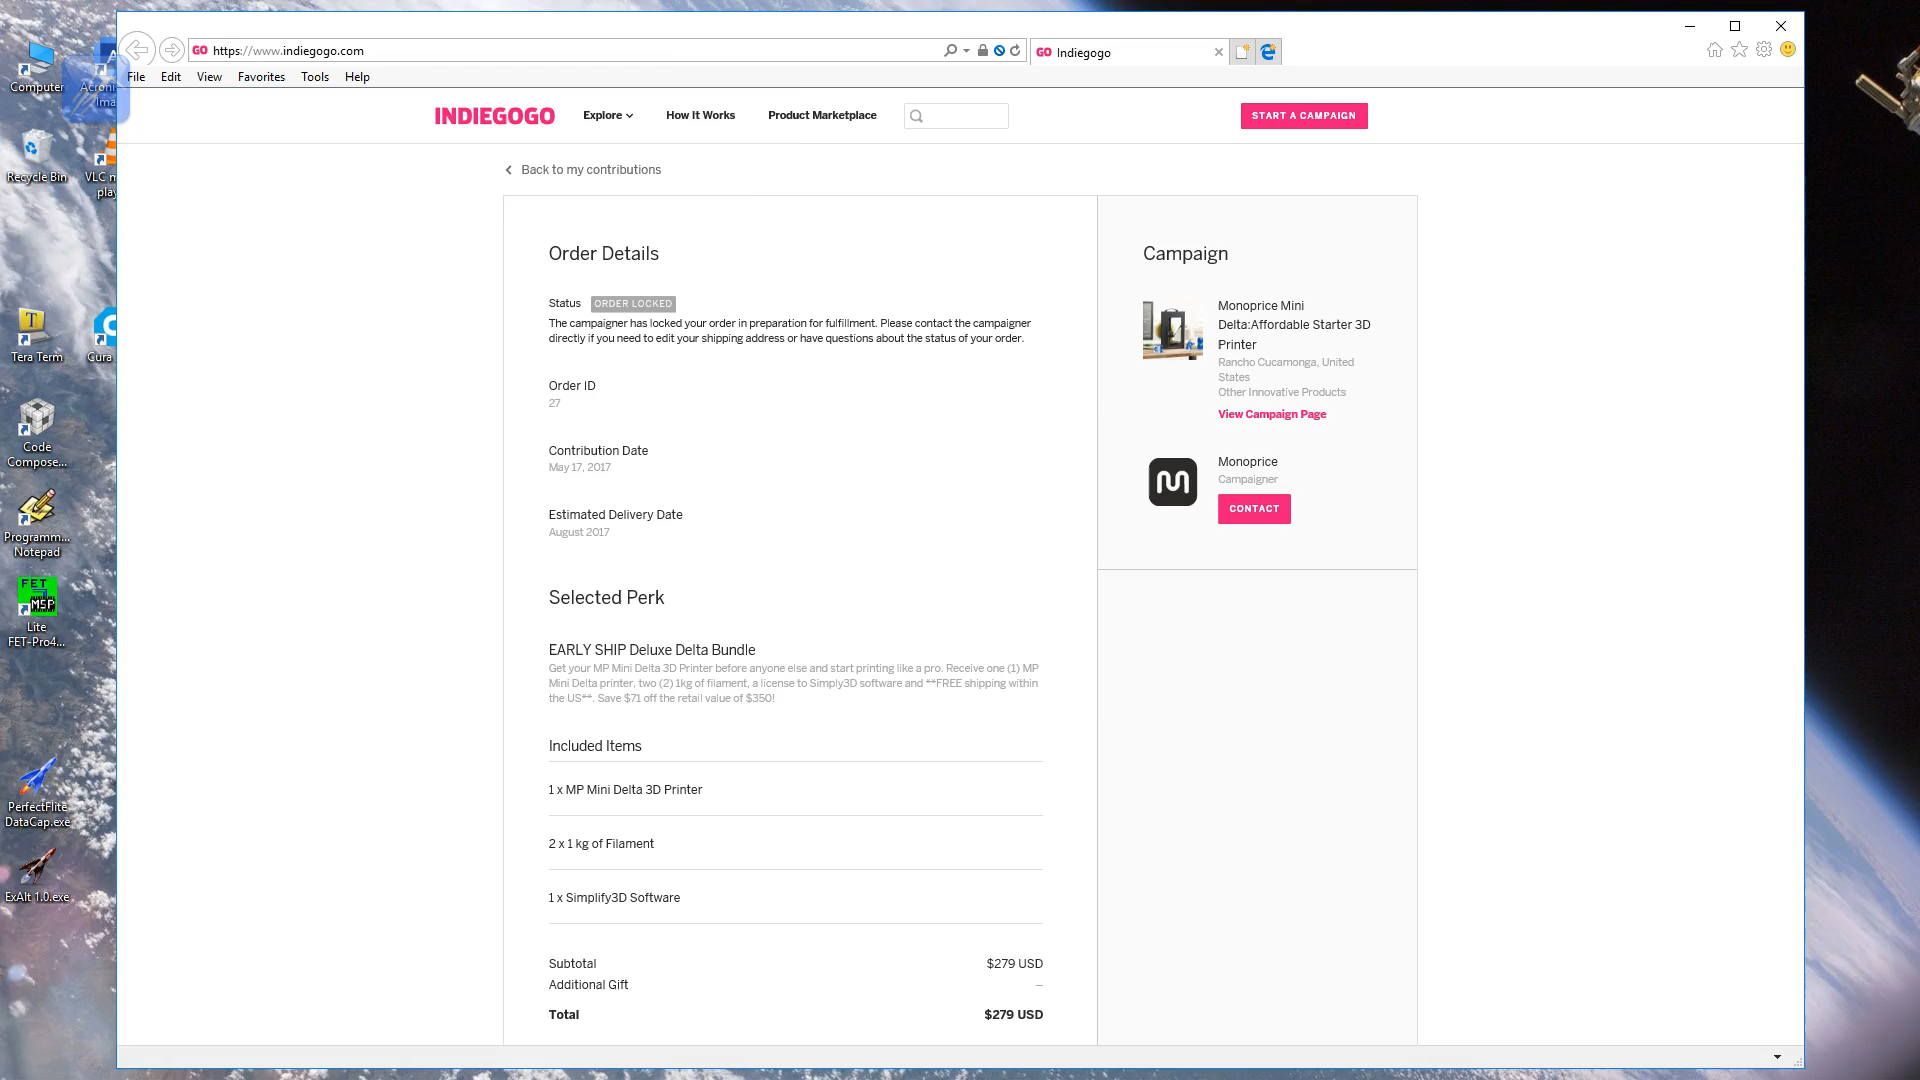 GO https://www.indiegogo.com
GO Indiegogo
File Edit View Favorites Tools Help
INDIEGOGO Explore How It Works Product Marketplace START A CAMPAIGN
Back to my contributions
Order Details
Status ORDER LOCKED
The campaigner has locked your order in preparation for fulfillment. Please contact the campaigner
directly if you need to edit your shipping address or have questions about the status of your order.
Order ID
27
Contribution Date
May 17, 2017
Estimated Delivery Date
August 2017
Selected Perk
EARLY SHIP Deluxe Delta Bundle
Get your MP Mini Delta 3D Printer before anyone else and start printing like a pro. Receive one (1) MP
Mini Delta printer, two (2) 1kg of filament, a license to Simply3D software and **FREE shipping within
the US**. Save $71 off the retail value of $350!
Included Items
1 x MP Mini Delta 3D Printer
2 x 1 kg of Filament
1 x Simplify3D Software
Subtotal $279 USD
Additional Gift –
Total $279 USD
Campaign
Monoprice Mini
Delta:Affordable Starter 3D
Printer
Rancho Cucamonga, United
States
Other Innovative Products
View Campaign Page
Monoprice
Campaigner
CONTACT
Computer
Acroni
Ima
Recycle Bin
VLC m
play
T
Tera Term
Cura
Code
Compose...
Programm...
Notepad
FET
MSP
Lite
FET-Pro4...
PerfectFlite
DataCap.exe
ExAlt 1.0.exe